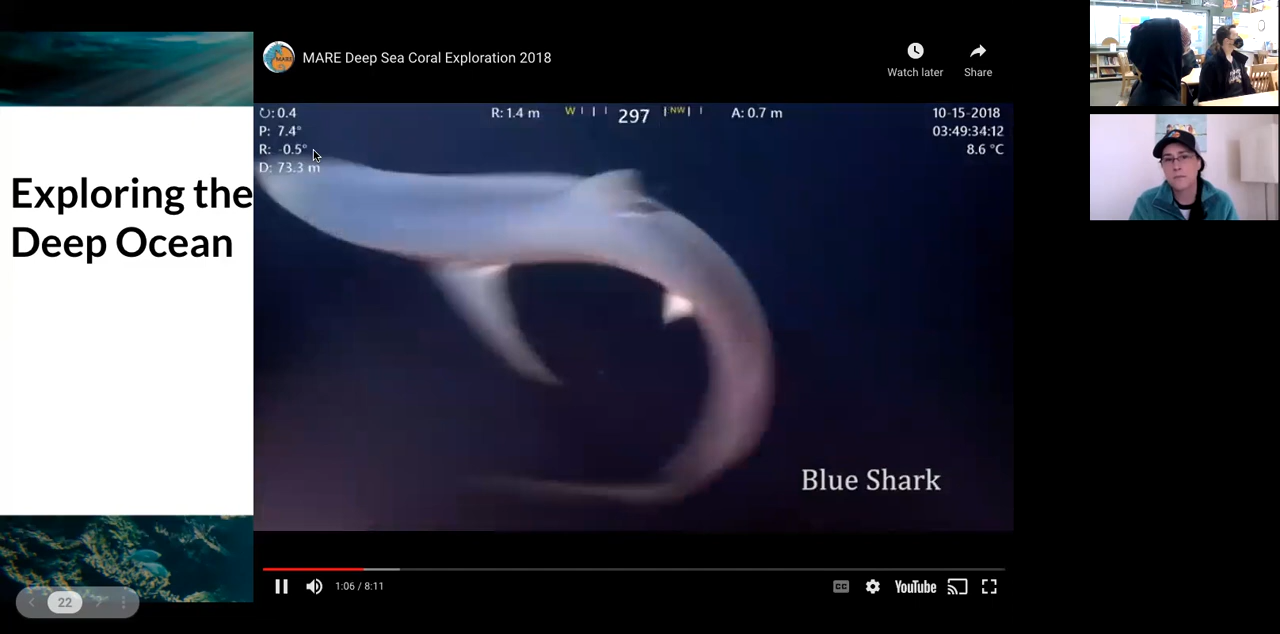 MARE Deep Sea Coral Exploration 2018
Watch later
Share
: 0.4
P: 7.4°
R: -0.5°
D: 73.3 m
R: 1.4 m
W
297
NW
A: 0.7 m
10-15-2018
03:49:34:12
8.6 °C
Exploring the
Deep Ocean
Blue Shark
1:06 / 8:11
CC
YouTube
22
MARE